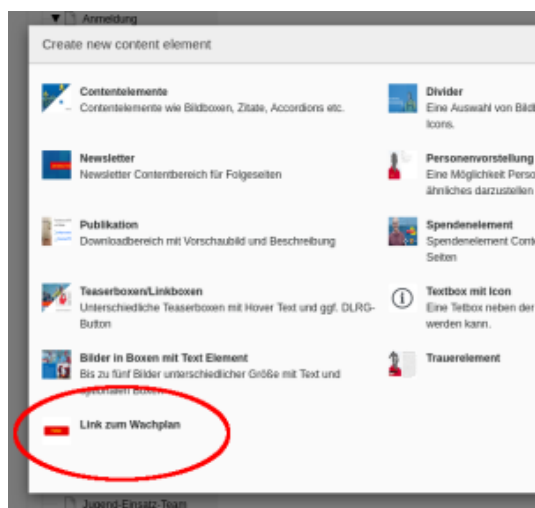 Anmeldung
Create new content element
Contentelemente
Contentelemente wie Bildboxen, Zitate, Accordions etc.
Newsletter
Newsletter Contentbereich für Folgeseiten
Publikation
Downloadbereich mit Vorschaubild und Beschreibung
Teaserboxen/Linkboxen
Unterschiedliche Teaserboxen mit Hover Text und ggf. DLRG-
Button
Bilder in Boxen mit Text Element
Bis zu fünf Bilder unterschiedlicher Größe mit Text und
optionalen Boxen
Link zum Wachplan
Divider
Eine Auswahl von Bild
Icons.
Personenvorstellung
Eine Möglichkeit Perso
ähnliches darzustellen
Spendenelement
Spendenelement Conte
Seiten
Textbox mit Icon
Eine Tetbox neben der
werden kann.
Trauerelement
Jugend-Einsatz-Team